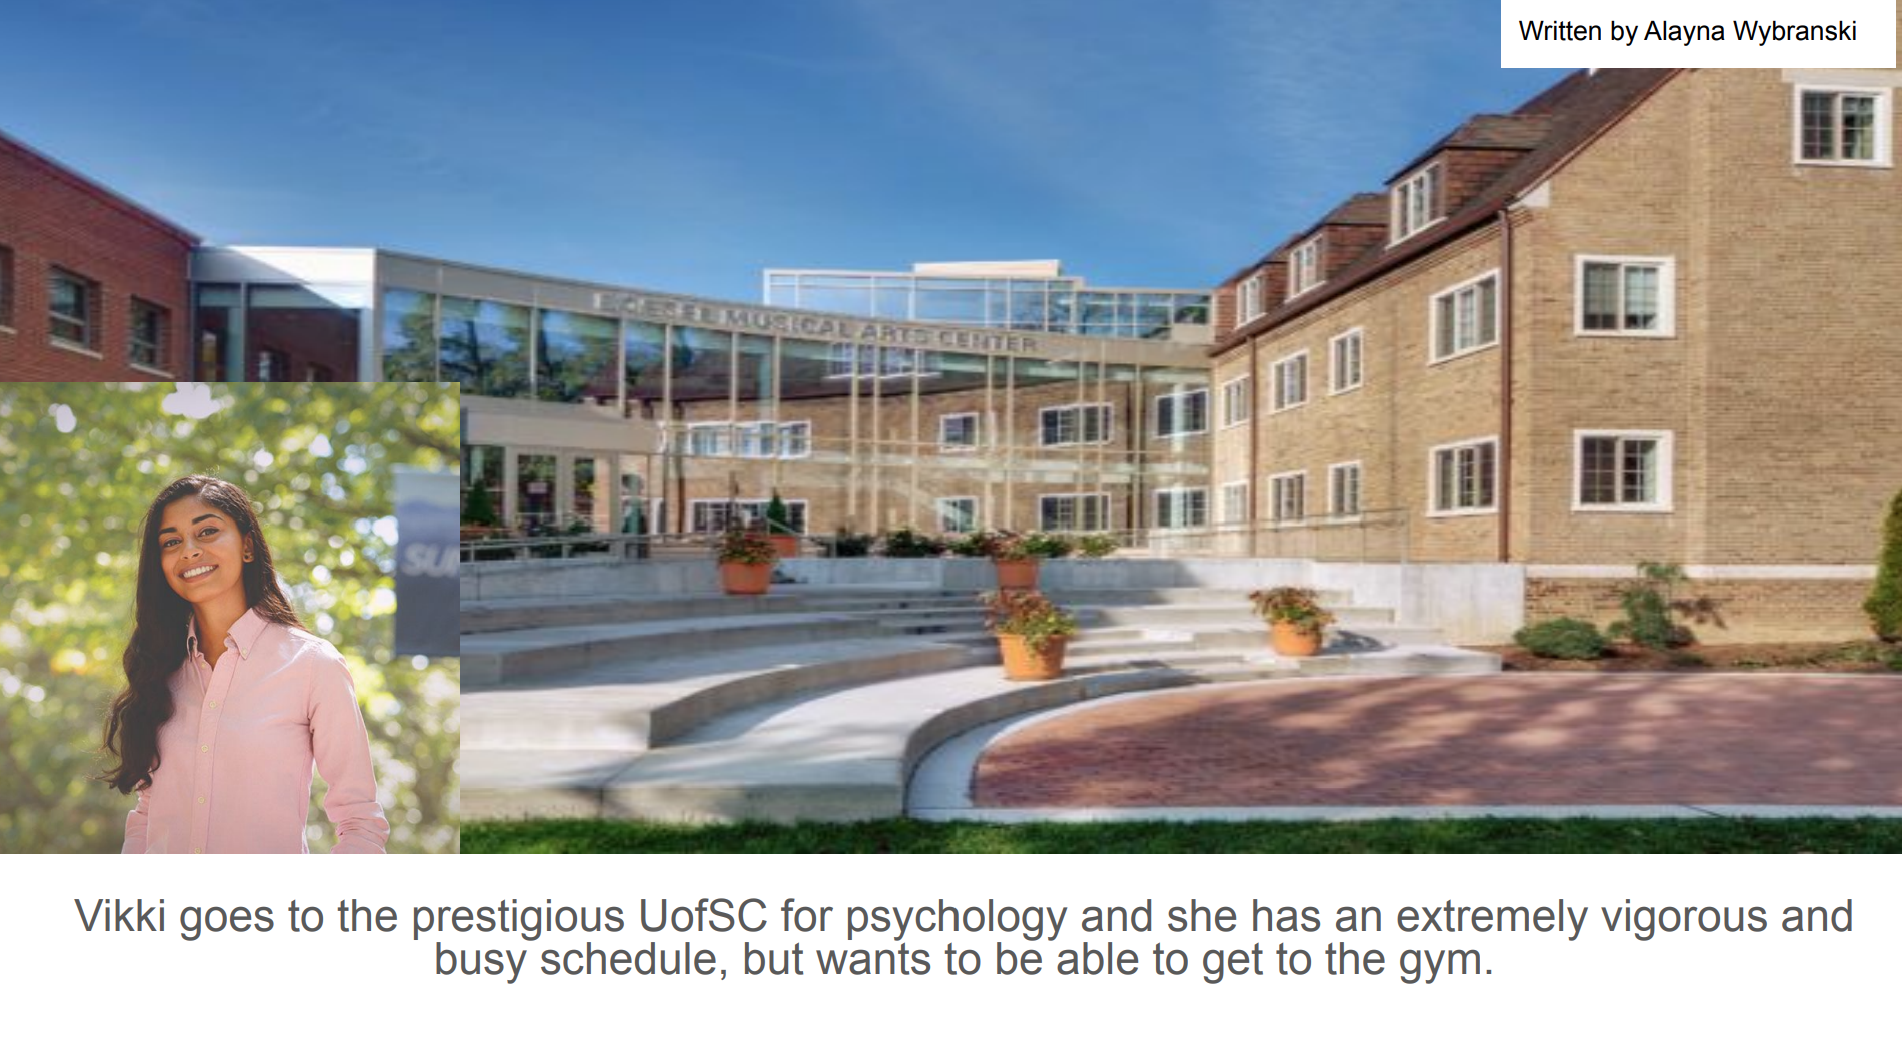 Written by Alayna Wybranski
MUSICAL ARTS CENTER
SU
Vikki goes to the prestigious UofSC for psychology and she has an extremely vigorous and
busy schedule, but wants to be able to get to the gym.